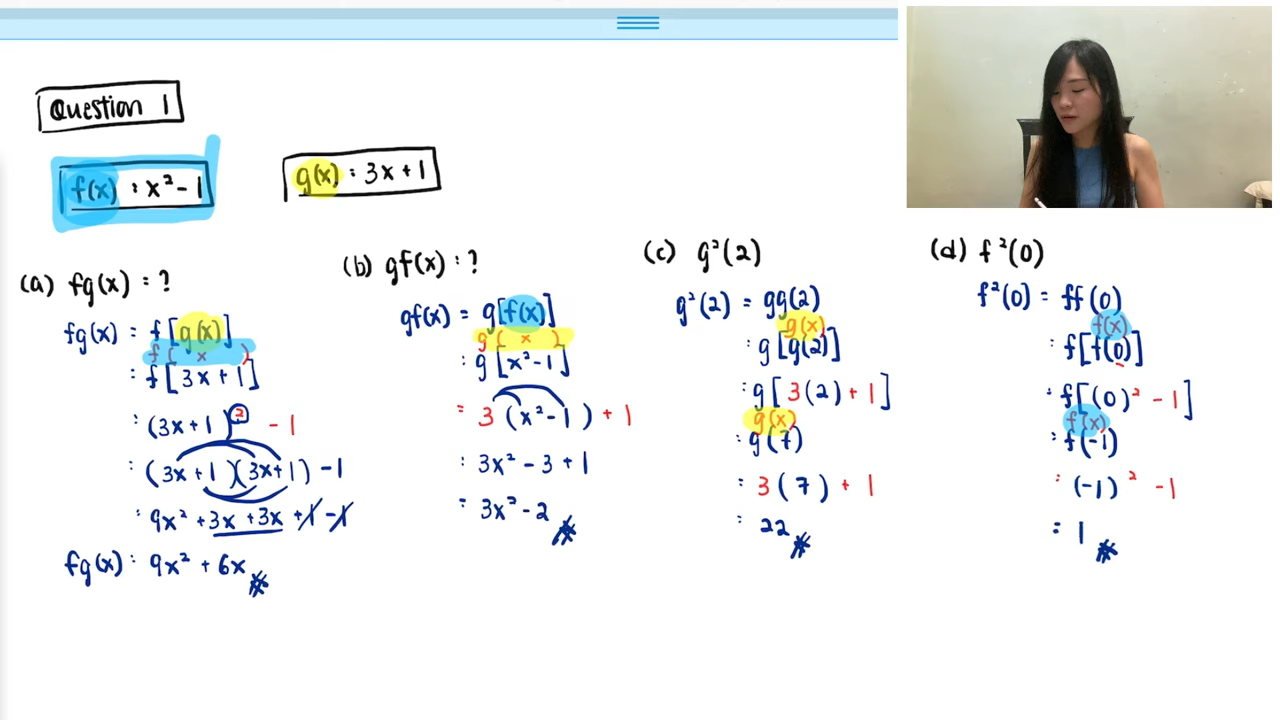 Question 1
f(x) : x² - 1
g(x) : 3x + 1
(a) fg(x) = ?
fg(x) = f[g(x)]
f( x )
: f[3x + 1]
: (3x + 1)² - 1
: (3x + 1)(3x + 1) - 1
: 9x² + 3x + 3x + 1 - 1
fg(x) : 9x² + 6x
(b) gf(x) : ?
gf(x) = g[f(x)]
g( x )
: g[x² - 1]
= 3(x² - 1) + 1
: 3x² - 3 + 1
= 3x² - 2
(c) g²(2)
g²(2) = gg(2)
g(x)
: g[g(2)]
: g[3(2) + 1]
g(x)
: g(7)
: 3(7) + 1
: 22
(d) f²(0)
f²(0) = ff(0)
f(x)
: f[f(0)]
: f[(0)² - 1]
f(x)
: f(-1)
: (-1)² - 1
= 1